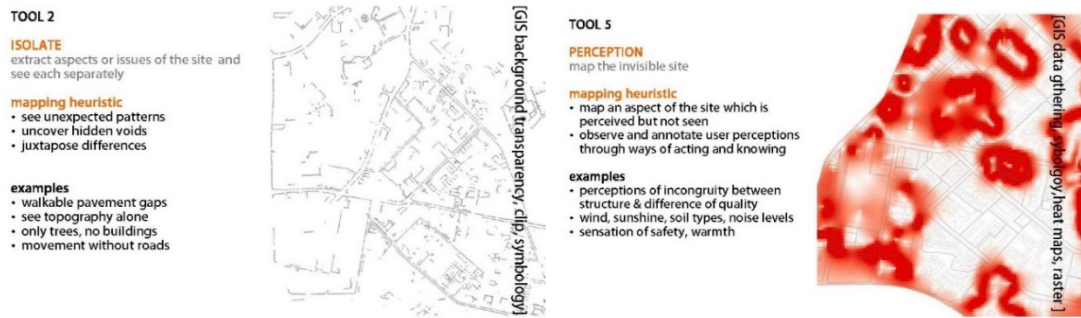 TOOL 2
ISOLATE
extract aspects or issues of the site and
see each separately
mapping heuristic
• see unexpected patterns
• uncover hidden voids
• juxtapose differences
examples
• walkable pavement gaps
• see topography alone
• only trees, no buildings
• movement without roads
[GIS background transparency, clip, symbology]
TOOL 5
PERCEPTION
map the invisible site
mapping heuristic
• map an aspect of the site which is
perceived but not seen
• observe and annotate user perceptions
through ways of acting and knowing
examples
• perceptions of incongruity between
structure & difference of quality
• wind, sunshine, soil types, noise levels
• sensation of safety, warmth
[GIS data gthering, sybolgoy,heat maps, raster ]